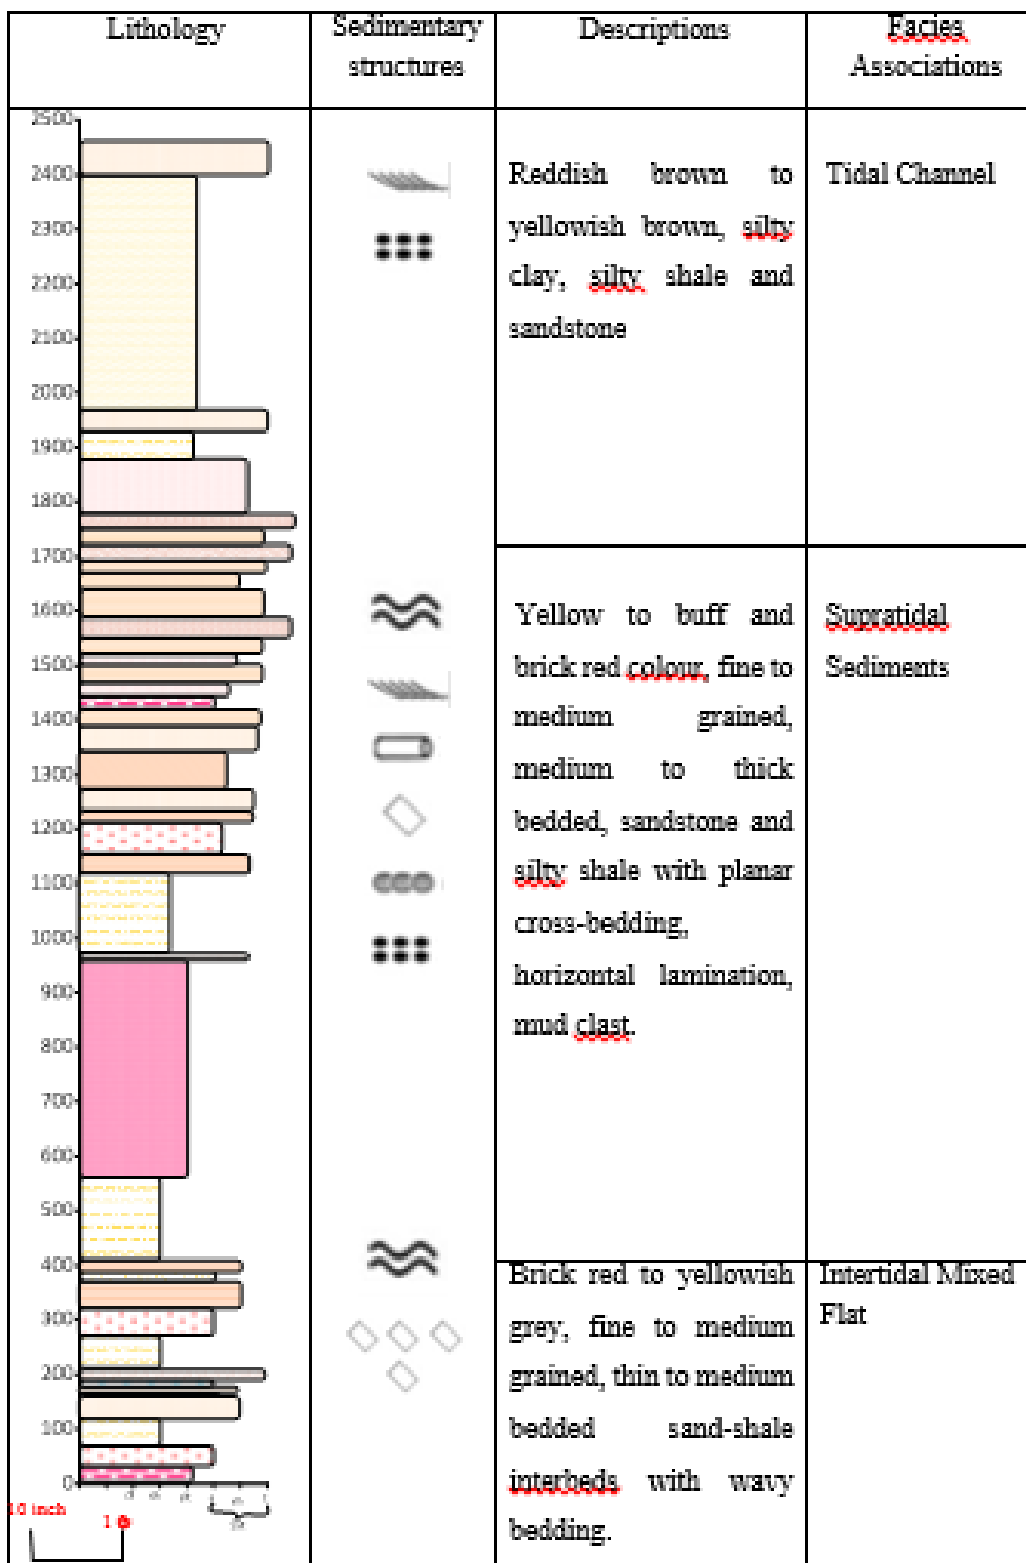 Lithology
Sedimentary
structures
Descriptions
Facies
Associations
2500
2400
2300
2200
2100
2000
1900
1800
1700
1600
1500
1400
1300
1200
1100
1000
900
800
700
600
500
400
300
200
100
0
10 inch
1
Reddish brown to
yellowish brown, silty
clay, silty shale and
sandstone
Tidal Channel
Yellow to buff and
brick red colour, fine to
medium grained,
medium to thick
bedded, sandstone and
silty shale with planar
cross-bedding,
horizontal lamination,
mud clast.
Supratidal
Sediments
Brick red to yellowish
grey, fine to medium
grained, thin to medium
bedded sand-shale
interbeds with wavy
bedding.
Intertidal Mixed
Flat